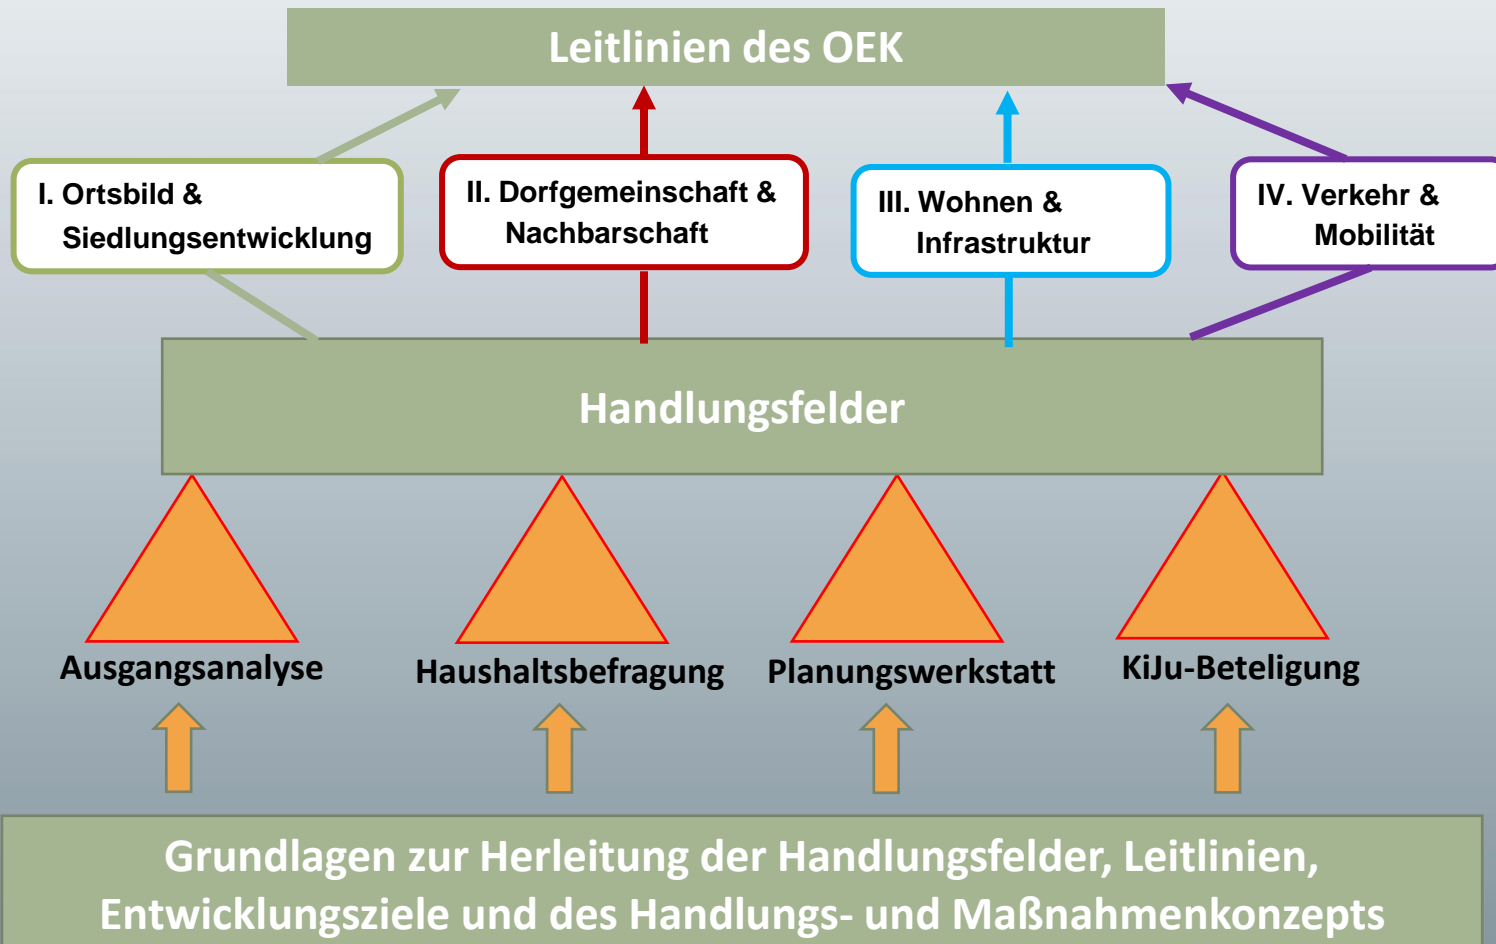 Leitlinien des OEK
I. Ortsbild &
Siedlungsentwicklung
II. Dorfgemeinschaft &
Nachbarschaft
III. Wohnen &
Infrastruktur
IV. Verkehr &
Mobilität
Handlungsfelder
Ausgangsanalyse
Haushaltsbefragung
Planungswerkstatt
KiJu-Beteligung
Grundlagen zur Herleitung der Handlungsfelder, Leitlinien,
Entwicklungsziele und des Handlungs- und Maßnahmenkonzepts